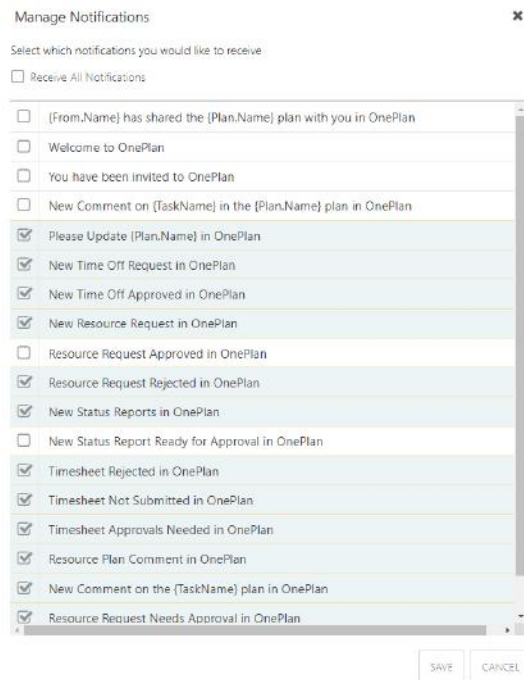 Manage Notifications
Select which notifications you would like to receive
Receive All Notifications
{From.Name} has shared the {Plan.Name} plan with you in OnePlan
Welcome to OnePlan
You have been invited to OnePlan
New Comment on {TaskName} in the {Plan.Name} plan in OnePlan
Please Update {Plan.Name} in OnePlan
New Time Off Request in OnePlan
New Time Off Approved in OnePlan
New Resource Request in OnePlan
Resource Request Approved in OnePlan
Resource Request Rejected in OnePlan
New Status Reports in OnePlan
New Status Report Ready for Approval in OnePlan
Timesheet Rejected in OnePlan
Timesheet Not Submitted in OnePlan
Timesheet Approvals Needed in OnePlan
Resource Plan Comment in OnePlan
New Comment on the {TaskName} plan in OnePlan
Resource Request Needs Approval in OnePlan
SAVE CANCEL